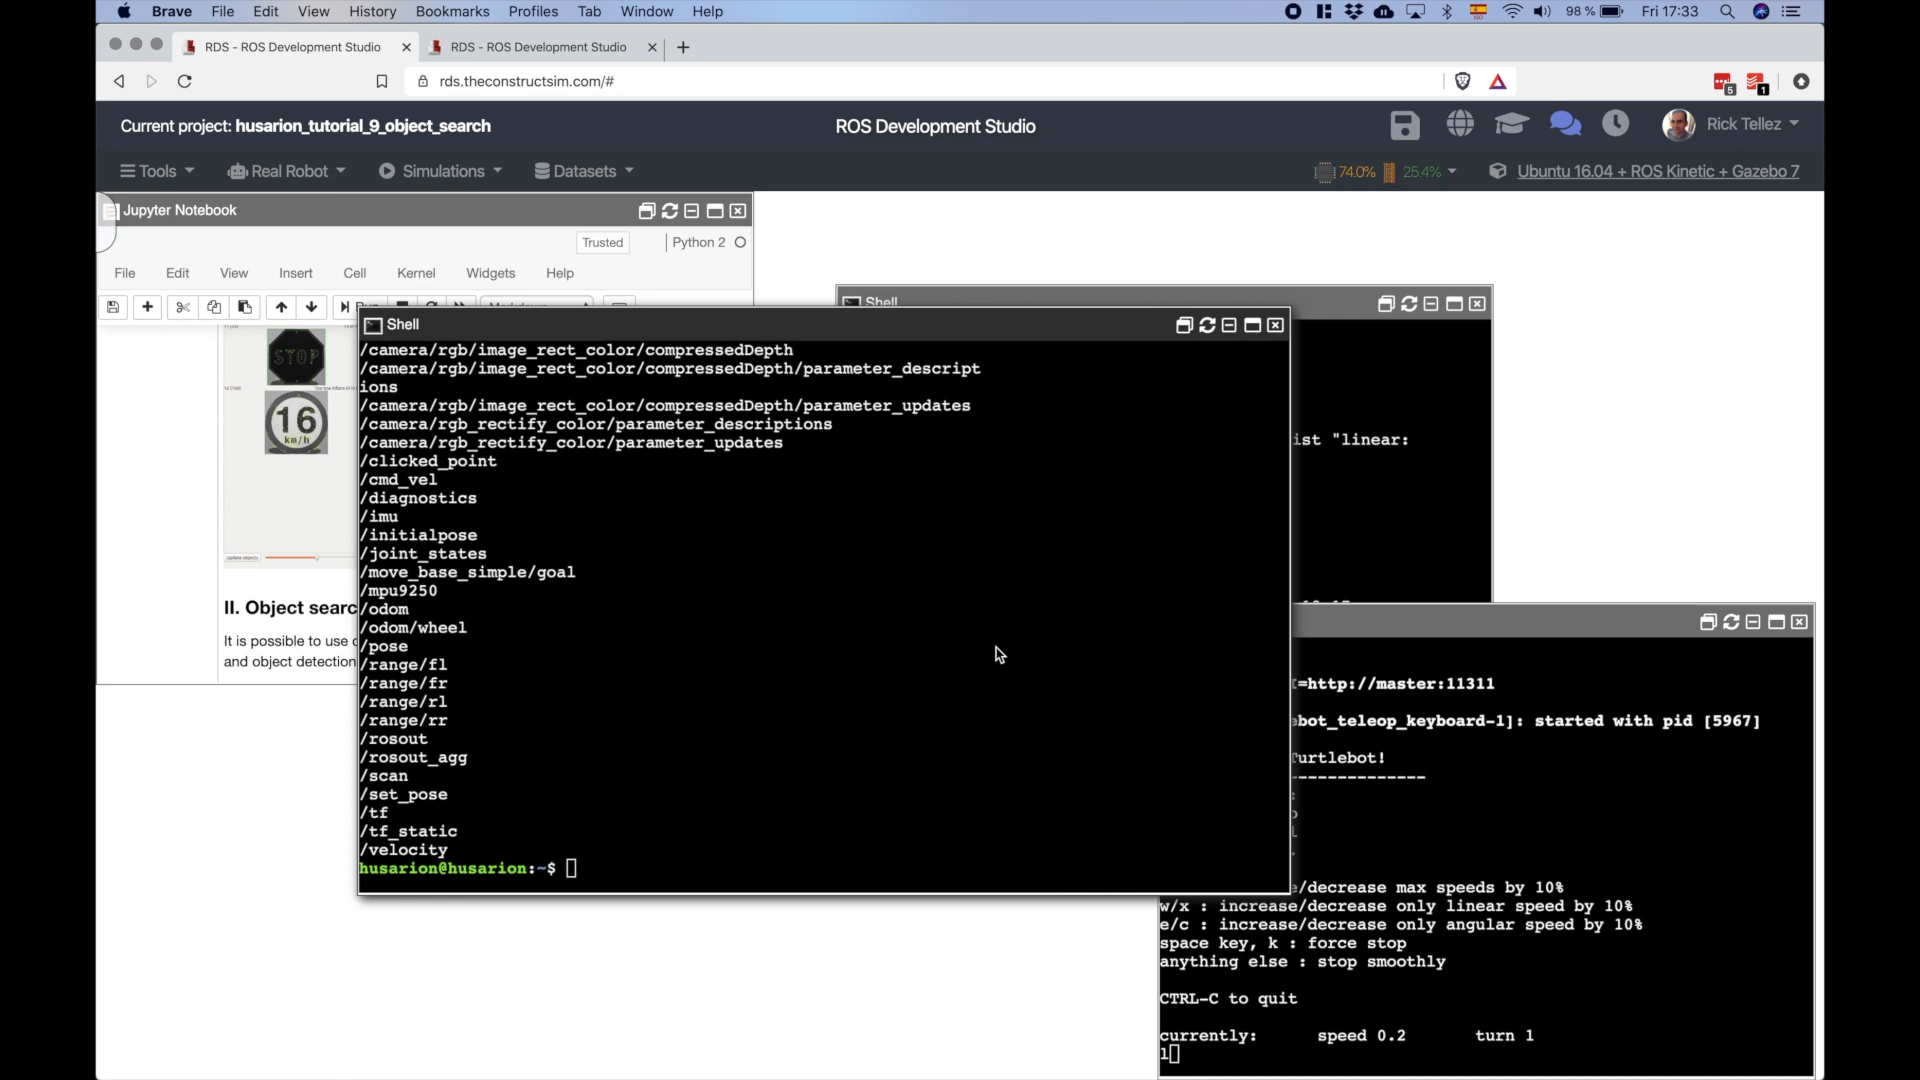 Brave File Edit View History Bookmarks Profiles Tab Window Help 98 % Fri 17:33
RDS - ROS Development Studio RDS - ROS Development Studio
rds.theconstructsim.com/#
5 1
Current project: husarion_tutorial_9_object_search ROS Development Studio Rick Tellez
Tools Real Robot Simulations Datasets 74.0% 25.4% Ubuntu 16.04 + ROS Kinetic + Gazebo 7
Jupyter Notebook
Trusted Python 2
File Edit View Insert Cell Kernel Widgets Help
STOP
16
km/h
II. Object searc
It is possible to use
and object detection
Shell
/camera/rgb/image_rect_color/compressedDepth
/camera/rgb/image_rect_color/compressedDepth/parameter_descript
ions
/camera/rgb/image_rect_color/compressedDepth/parameter_updates
/camera/rgb_rectify_color/parameter_descriptions
/camera/rgb_rectify_color/parameter_updates
/clicked_point
/cmd_vel
/diagnostics
/imu
/initialpose
/joint_states
/move_base_simple/goal
/mpu9250
/odom
/odom/wheel
/pose
/range/fl
/range/fr
/range/rl
/range/rr
/rosout
/rosout_agg
/scan
/set_pose
/tf
/tf_static
/velocity
husarion@husarion:~$
Shell
ist "linear:
=http://master:11311
bot_teleop_keyboard-1]: started with pid [5967]
Turtlebot!
--------------
e/decrease max speeds by 10%
w/x : increase/decrease only linear speed by 10%
e/c : increase/decrease only angular speed by 10%
space key, k : force stop
anything else : stop smoothly
CTRL-C to quit
currently: speed 0.2 turn 1
l